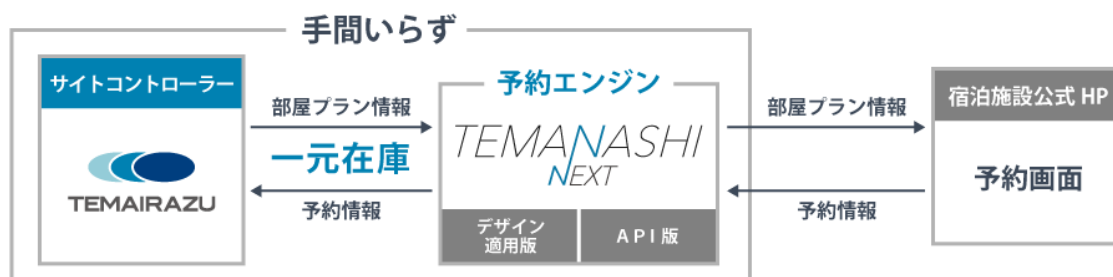 手間いらず
サイトコントローラー
TEMAIRAZU
部屋プラン情報
一元在庫
予約情報
予約エンジン
TEMANASHI
NEXT
デザイン
適用版
API版
部屋プラン情報
予約情報
宿泊施設公式 HP
予約画面